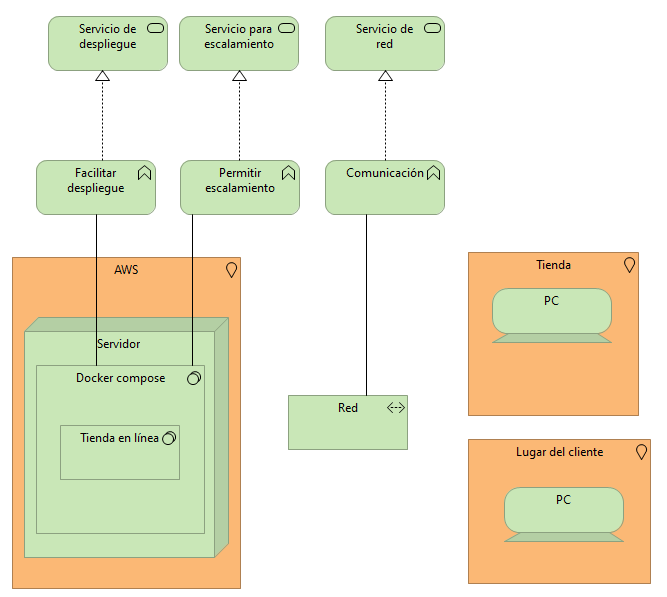 Servicio de
despliegue
Servicio para
escalamiento
Servicio de
red
Facilitar
despliegue
Permitir
escalamiento
Comunicación
AWS
Servidor
Docker compose
Tienda en línea
Red
Tienda
PC
Lugar del cliente
PC